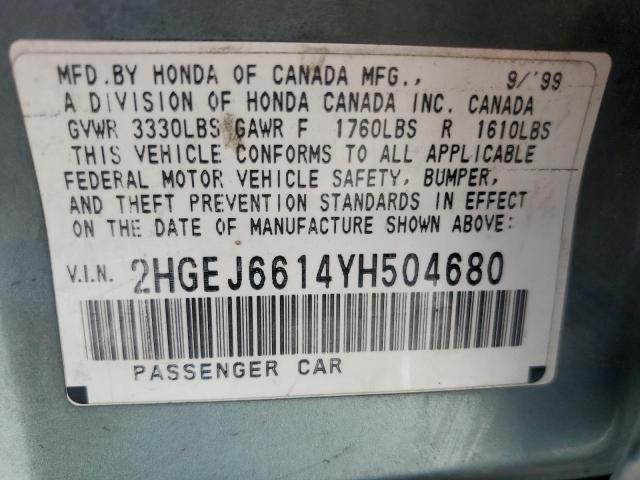 MFD.BY HONDA OF CANADA MFG., 9/'99
A DIVISION OF HONDA CANADA INC. CANADA
GVWR 3330LBS GAWR F 1760LBS R 1610LBS
THIS VEHICLE CONFORMS TO ALL APPLICABLE
FEDERAL MOTOR VEHICLE SAFETY, BUMPER,
AND THEFT PREVENTION STANDARDS IN EFFECT
ON THE DATE OF MANUFACTURE SHOWN ABOVE:
V.I.N. 2HGEJ6614YH504680
PASSENGER CAR